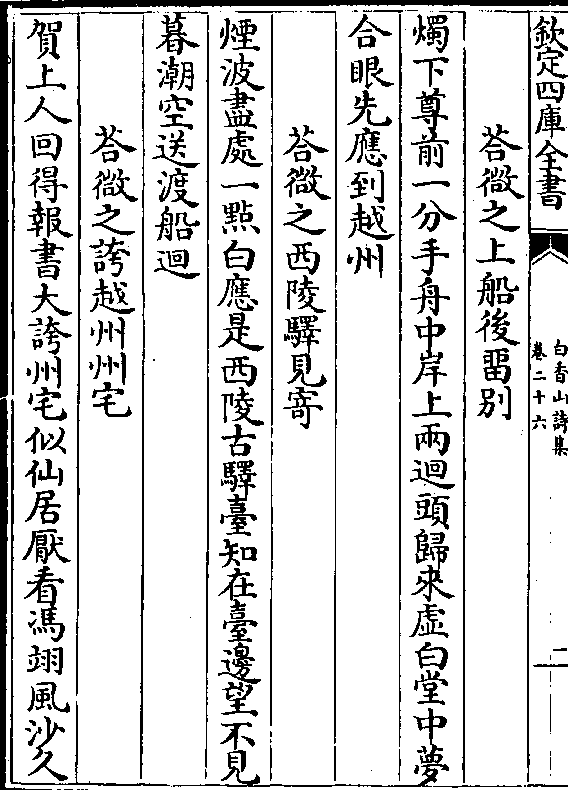 欽定四庫全書
白香山詩集
卷二十六
二
荅微之上船後畱别
燭下尊前一分手舟中岸上兩迴頭歸來虛白堂中夢
合眼先應到越州
荅微之西陵驛見寄
煙波盡處一點白應是西陵古驛臺知在臺邊望不見
暮潮空送渡船迴
荅微之誇越州州宅
賀上人回得報書大誇州宅似仙居厭看馮翊風沙久